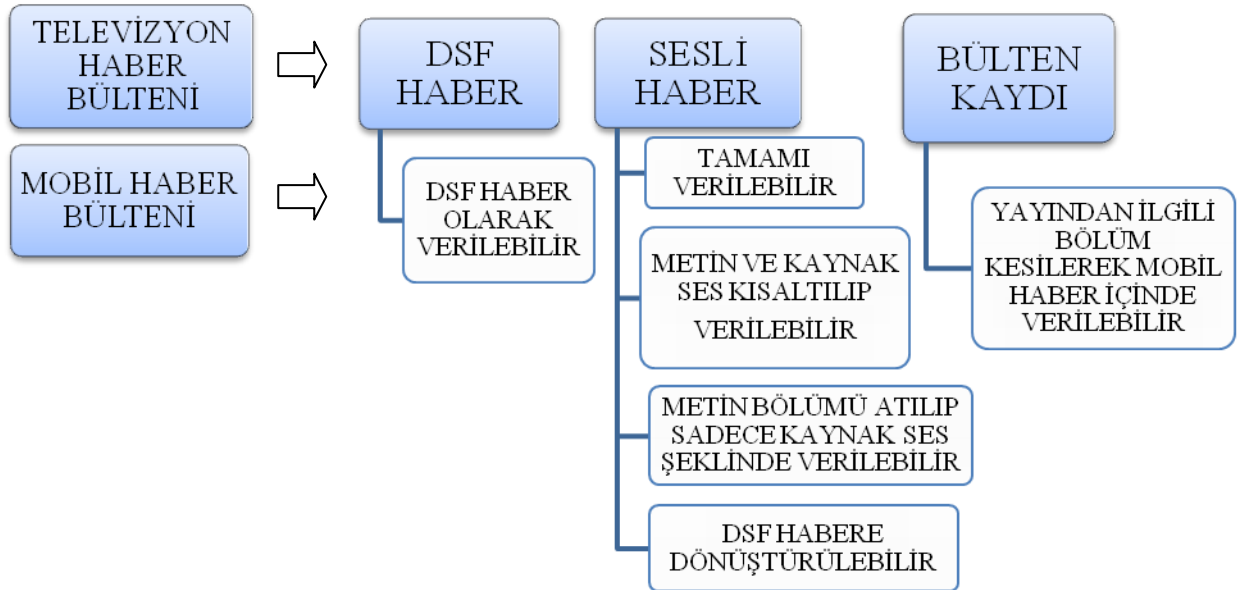 TELEVİZYON
HABER
BÜLTENİ
DSF
HABER
SESLİ
HABER
BÜLTEN
KAYDI
MOBİL HABER
BÜLTENİ
DSF HABER
OLARAK
VERİLEBİLİR
TAMAMI
VERİLEBİLİR
METİN VE KAYNAK
SES KISALTILIP
VERİLEBİLİR
METİN BÖLÜMÜ ATILIP
SADECE KAYNAK SES
ŞEKLİNDE VERİLEBİLİR
DSF HABERE
DÖNÜŞTÜRÜLEBİLİR
YAYINDAN İLGİLİ
BÖLÜM
KESİLEREK MOBİL
HABER İÇİNDE
VERİLEBİLİR